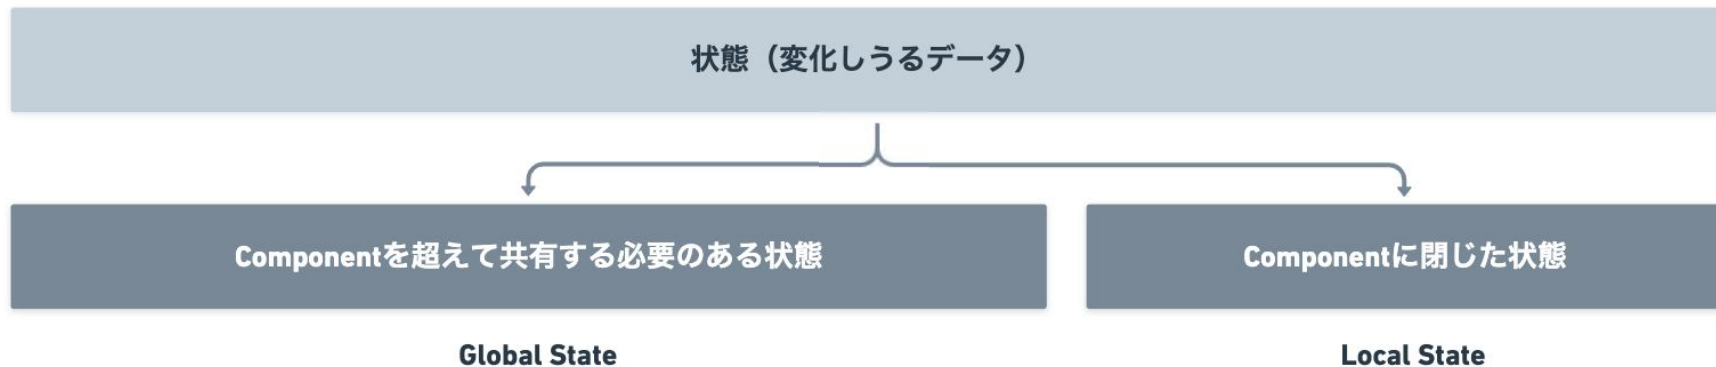 状態（変化しうるデータ）
Componentを超えて共有する必要のある状態
Componentに閉じた状態
Global State
Local State